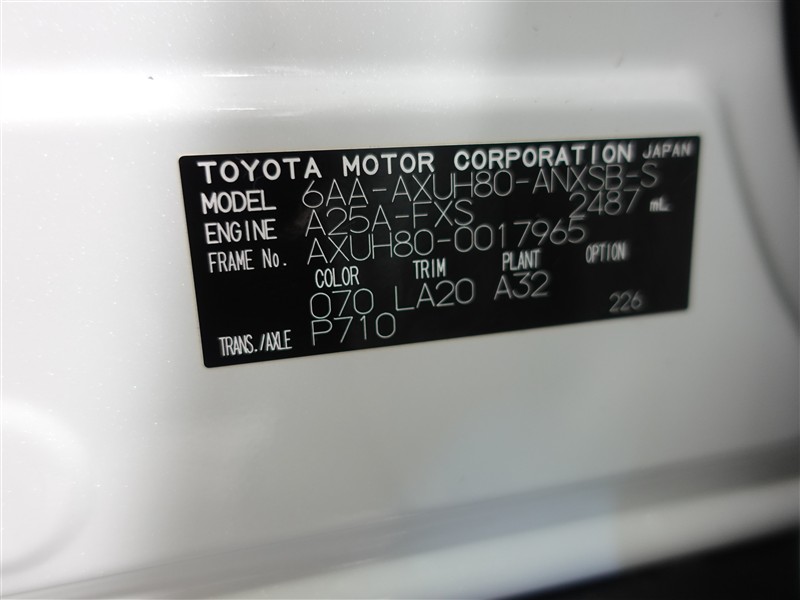 TOYOTA MOTOR CORPORATION JAPAN
MODEL 6AA-AXUH80-ANXSB-S
ENGINE A25A-FXS 2487 mL
FRAME No. AXUH80-0017965
COLOR TRIM PLANT OPTION
070 LA20 A32 226
TRANS./AXLE P710